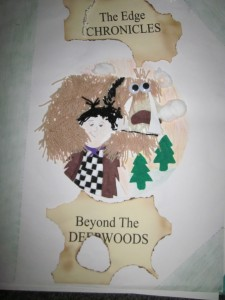 The Edge
CHRONICLES
Beyond The
DEEPWOODS